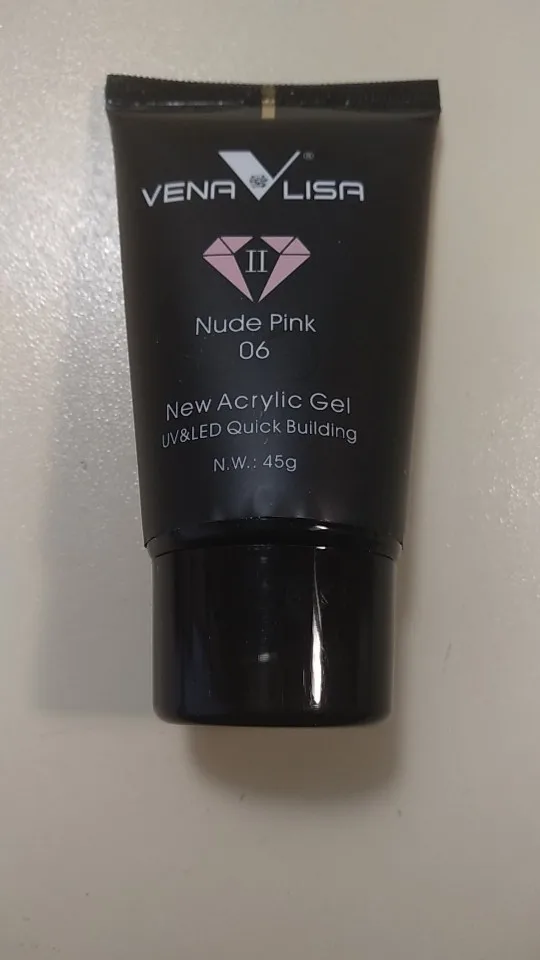 VENA LISA ®
II
Nude Pink
06
New Acrylic Gel
UV&LED Quick Building
N.W.: 45g